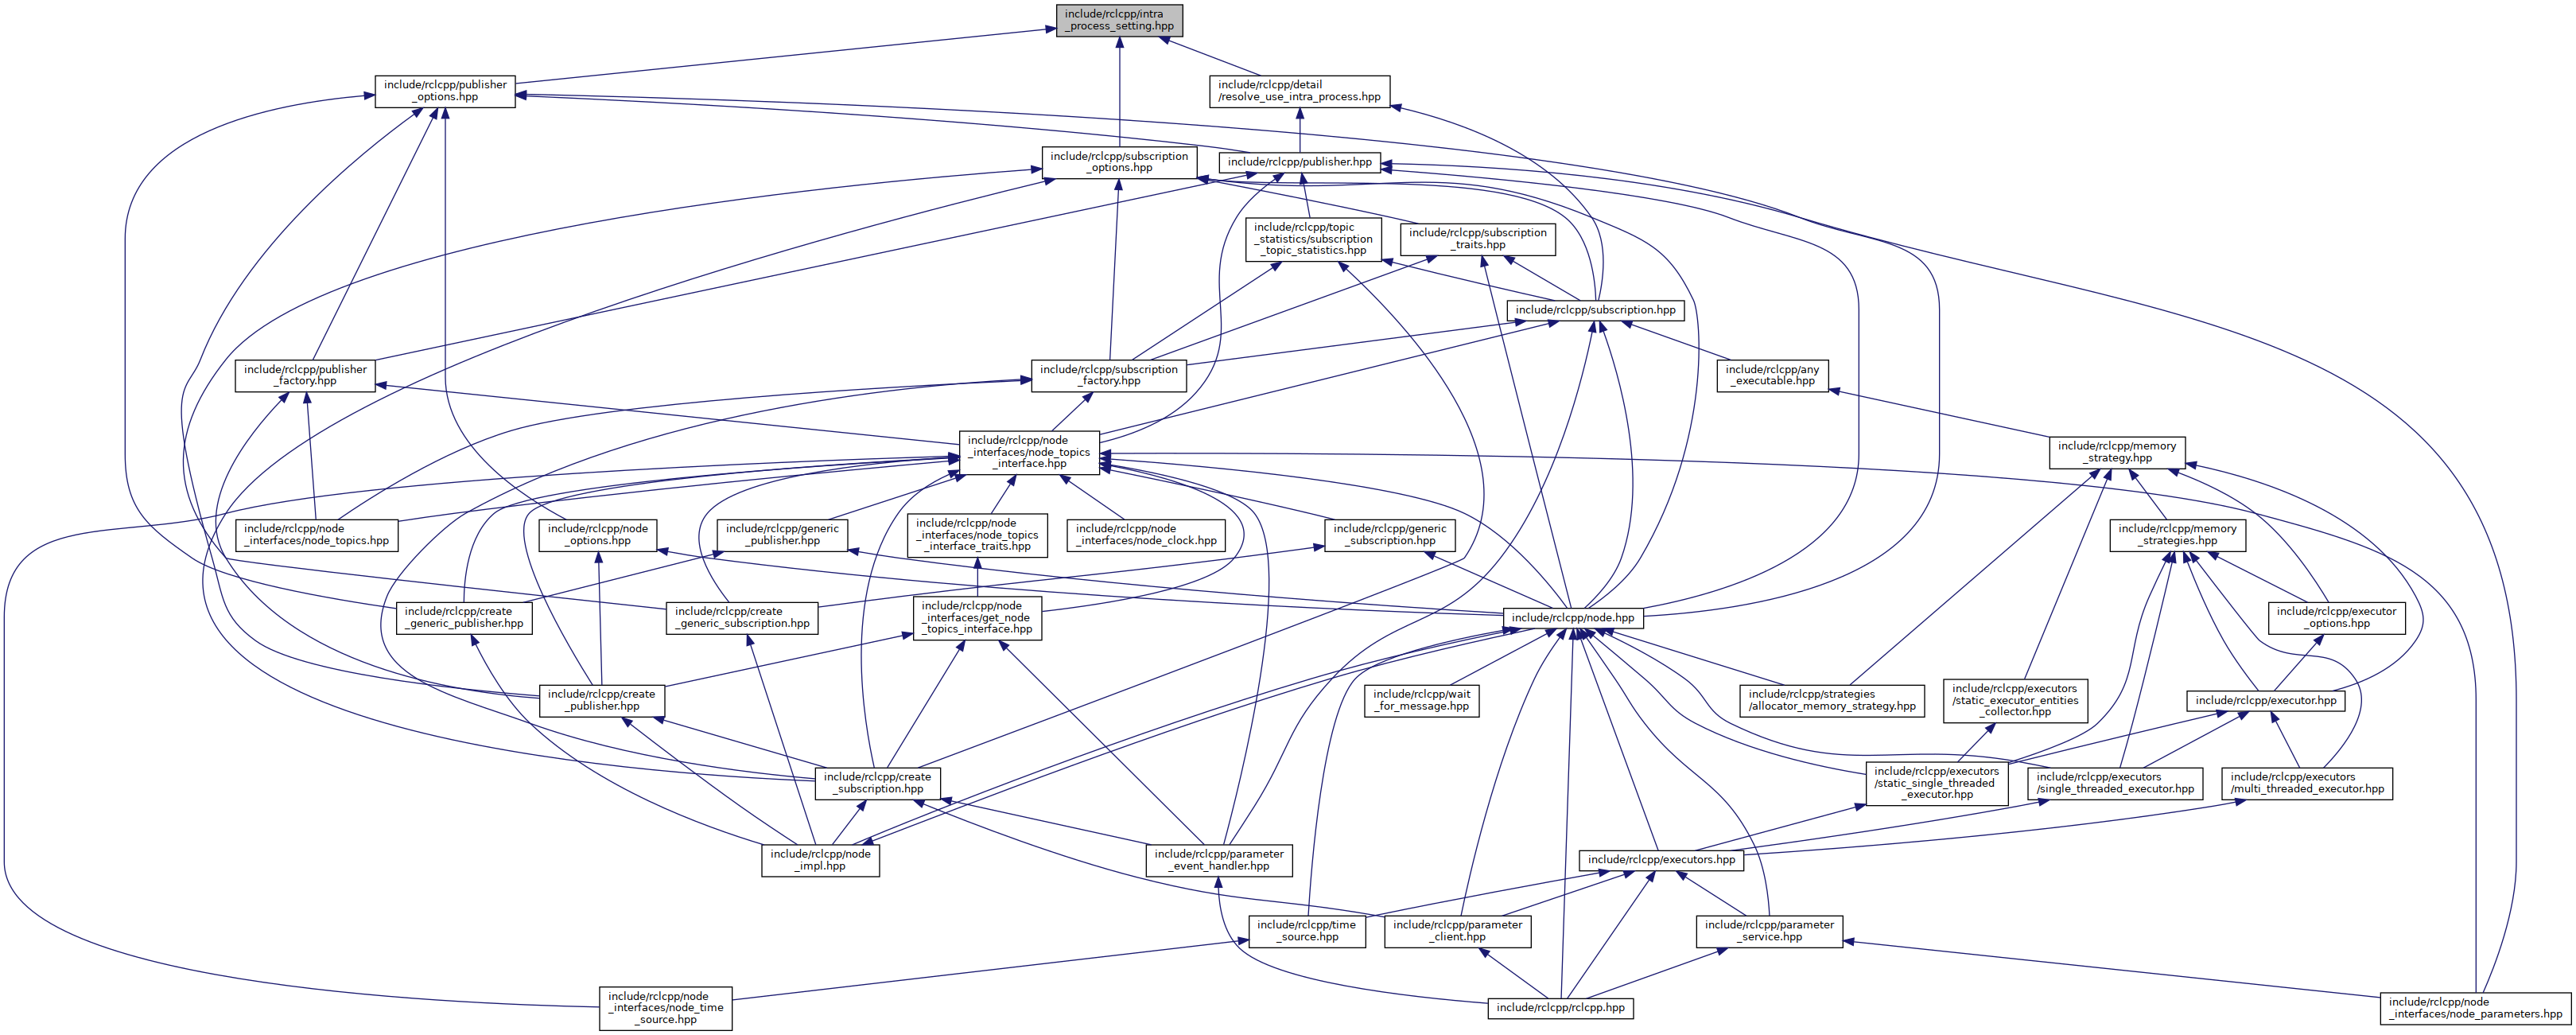 include/rclcpp/intra
_process_setting.hpp
include/rclcpp/publisher
_options.hpp
include/rclcpp/detail
/resolve_use_intra_process.hpp
include/rclcpp/subscription
_options.hpp
include/rclcpp/publisher.hpp
include/rclcpp/topic
_statistics/subscription
_topic_statistics.hpp
include/rclcpp/subscription
_traits.hpp
include/rclcpp/subscription.hpp
include/rclcpp/publisher
_factory.hpp
include/rclcpp/subscription
_factory.hpp
include/rclcpp/any
_executable.hpp
include/rclcpp/node
_interfaces/node_topics
_interface.hpp
include/rclcpp/memory
_strategy.hpp
include/rclcpp/node
_interfaces/node_topics.hpp
include/rclcpp/node
_options.hpp
include/rclcpp/generic
_publisher.hpp
include/rclcpp/node
_interfaces/node_topics
_interface_traits.hpp
include/rclcpp/node
_interfaces/node_clock.hpp
include/rclcpp/generic
_subscription.hpp
include/rclcpp/memory
_strategies.hpp
include/rclcpp/create
_generic_publisher.hpp
include/rclcpp/create
_generic_subscription.hpp
include/rclcpp/node
_interfaces/get_node
_topics_interface.hpp
include/rclcpp/node.hpp
include/rclcpp/executor
_options.hpp
include/rclcpp/create
_publisher.hpp
include/rclcpp/wait
_for_message.hpp
include/rclcpp/strategies
/allocator_memory_strategy.hpp
include/rclcpp/executors
/static_executor_entities
_collector.hpp
include/rclcpp/executor.hpp
include/rclcpp/create
_subscription.hpp
include/rclcpp/executors
/static_single_threaded
_executor.hpp
include/rclcpp/executors
/single_threaded_executor.hpp
include/rclcpp/executors
/multi_threaded_executor.hpp
include/rclcpp/node
_impl.hpp
include/rclcpp/parameter
_event_handler.hpp
include/rclcpp/executors.hpp
include/rclcpp/time
_source.hpp
include/rclcpp/parameter
_client.hpp
include/rclcpp/parameter
_service.hpp
include/rclcpp/node
_interfaces/node_time
_source.hpp
include/rclcpp/rclcpp.hpp
include/rclcpp/node
_interfaces/node_parameters.hpp